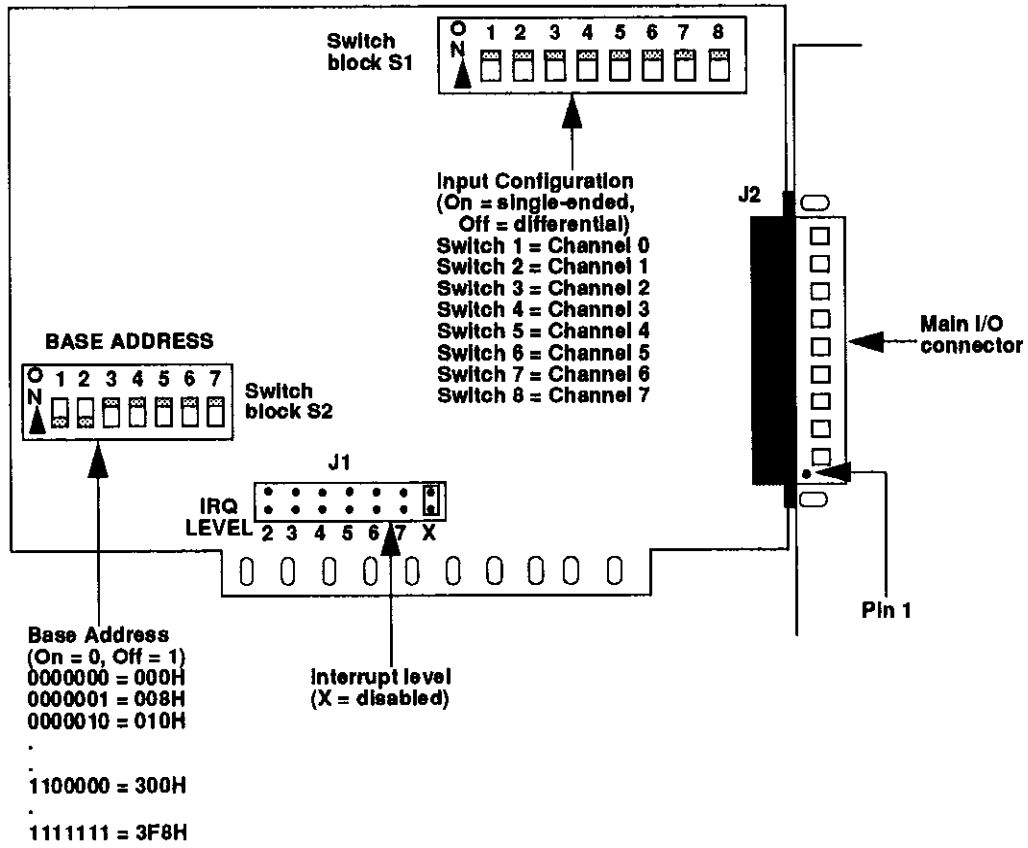 Switch
block S1
O
N
1 2 3 4 5 6 7 8
Input Configuration
(On = single-ended,
Off = differential)
Switch 1 = Channel 0
Switch 2 = Channel 1
Switch 3 = Channel 2
Switch 4 = Channel 3
Switch 5 = Channel 4
Switch 6 = Channel 5
Switch 7 = Channel 6
Switch 8 = Channel 7
J2
Main I/O
connector
Pin 1
BASE ADDRESS
O
N
1 2 3 4 5 6 7
Switch
block S2
J1
IRQ
LEVEL
2 3 4 5 6 7 X
Base Address
(On = 0, Off = 1)
0000000 = 000H
0000001 = 008H
0000010 = 010H
.
.
1100000 = 300H
.
1111111 = 3F8H
Interrupt level
(X = disabled)